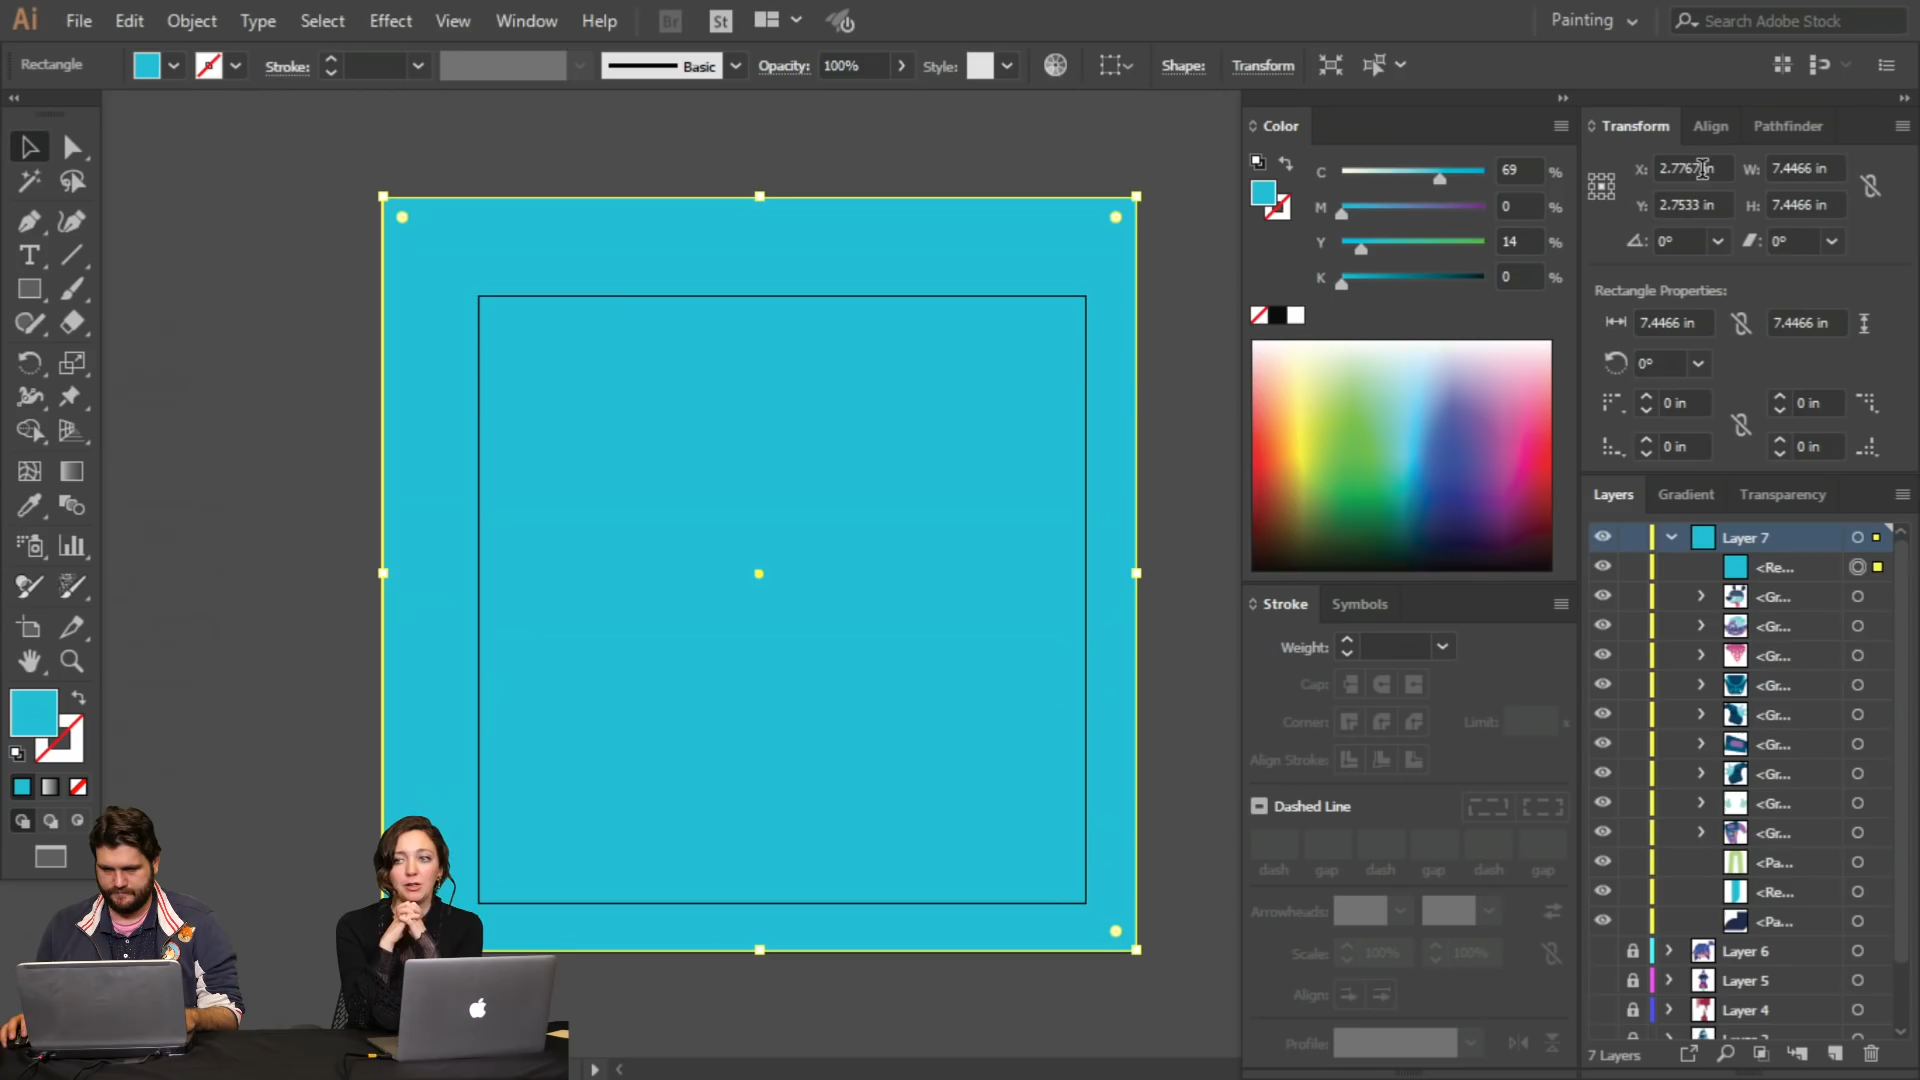 Ai File Edit Object Type Select Effect View Window Help Br St Painting Search Adobe Stock
Rectangle Stroke: Basic Opacity: 100% Style: Shape: Transform
Color
C 69 %
M 0 %
Y 14 %
K 0 %
Transform Align Pathfinder
X: 2.7767 in W: 7.4466 in
Y: 2.7533 in H: 7.4466 in
0° 0°
Rectangle Properties:
7.4466 in 7.4466 in
0°
0 in 0 in
0 in 0 in
Stroke Symbols
Weight:
Cap:
Corner: Limit: x
Align Stroke:
Dashed Line
dash gap dash gap dash gap
Arrowheads:
Scale: 100% 100%
Align:
Profile:
Layers Gradient Transparency
Layer 7
<Re...
<Gr...
<Gr...
<Gr...
<Gr...
<Gr...
<Gr...
<Gr...
<Gr...
<Gr...
<Pa...
<Re...
<Pa...
Layer 6
Layer 5
Layer 4
7 Layers